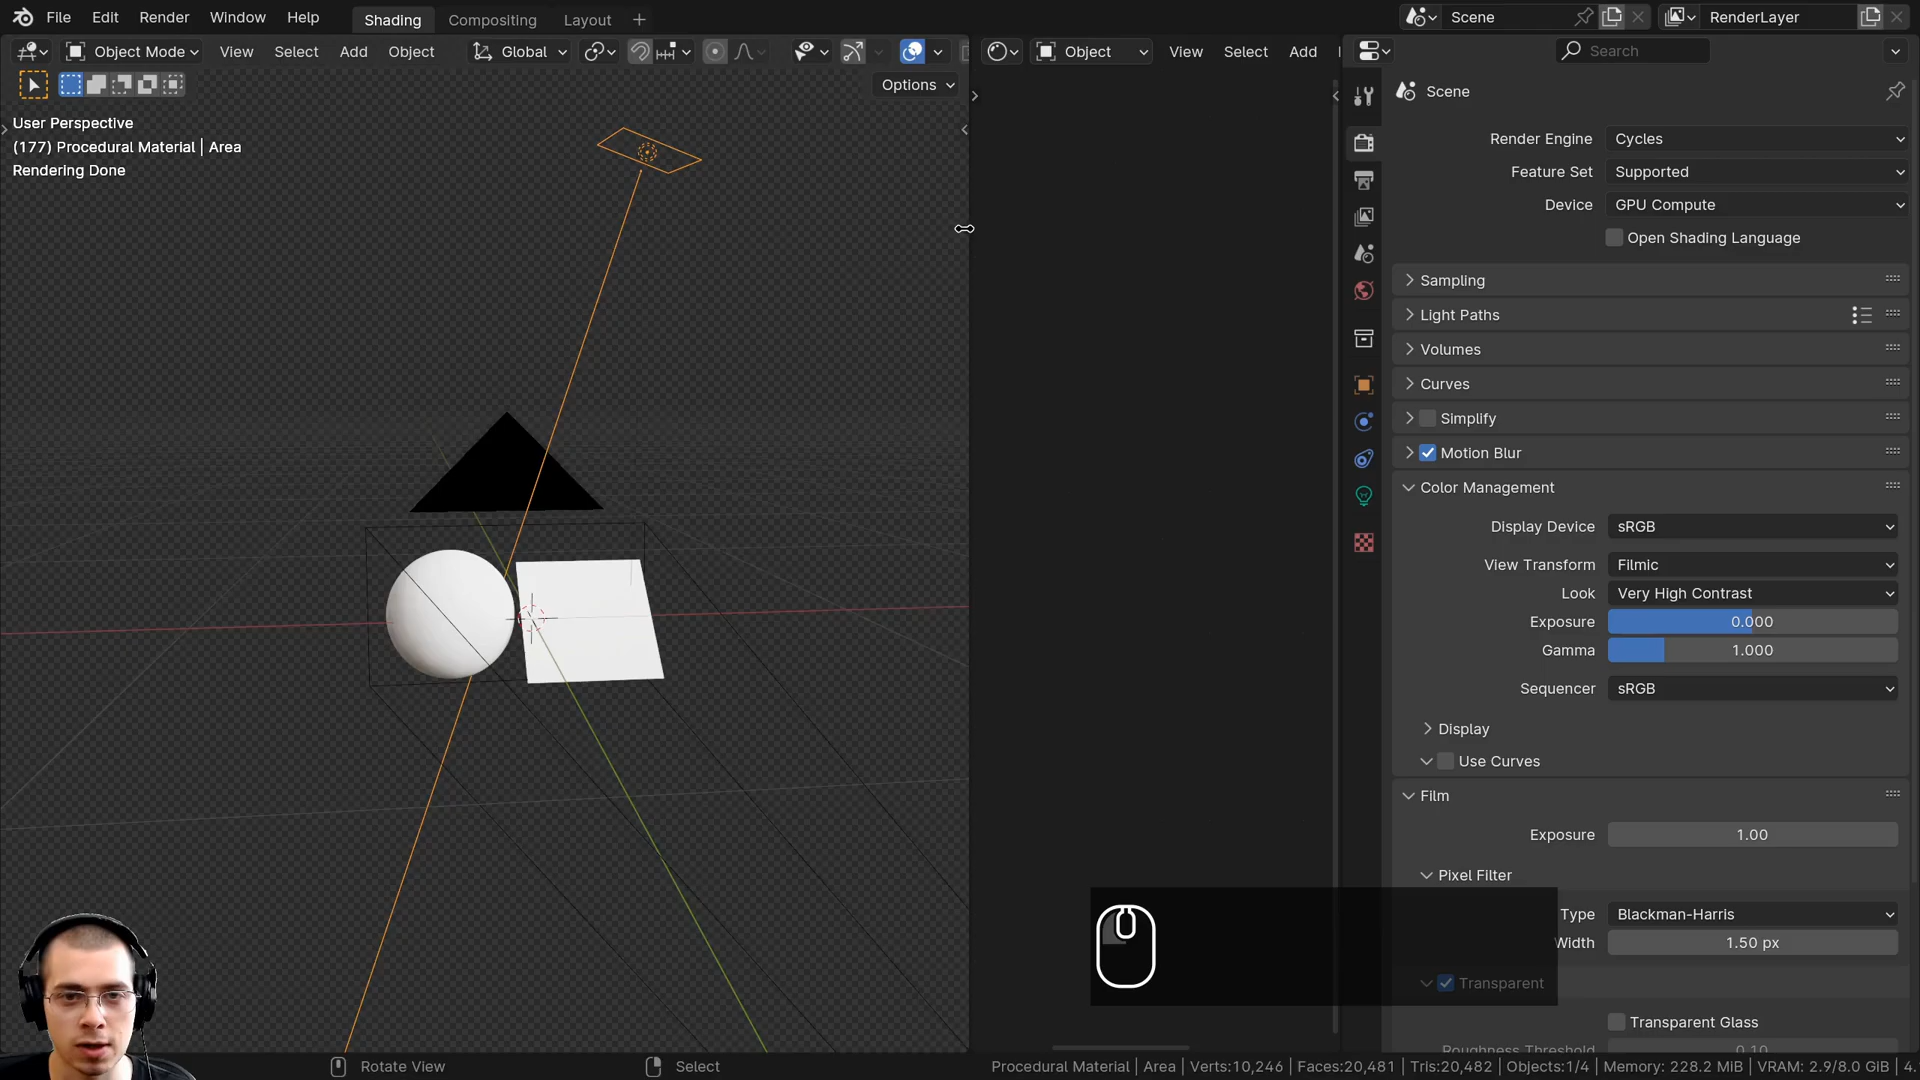 File Edit Render Window Help Shading Compositing Layout + Scene RenderLayer
Object Mode View Select Add Object Global Object View Select Add Search
Options
User Perspective
(177) Procedural Material | Area
Rendering Done
Scene
Render Engine Cycles
Feature Set Supported
Device GPU Compute
Open Shading Language
Sampling
Light Paths
Volumes
Curves
Simplify
Motion Blur
Color Management
Display Device sRGB
View Transform Filmic
Look Very High Contrast
Exposure 0.000
Gamma 1.000
Sequencer sRGB
Display
Use Curves
Film
Exposure 1.00
Pixel Filter
Type Blackman-Harris
Width 1.50 px
Transparent
Transparent Glass
Roughness Threshold 0.10
Rotate View Select Procedural Material | Area | Verts:10,246 | Faces:20,481 | Tris:20,482 | Objects:1/4 | Memory: 228.2 MiB | VRAM: 2.9/8.0 GiB | 4.